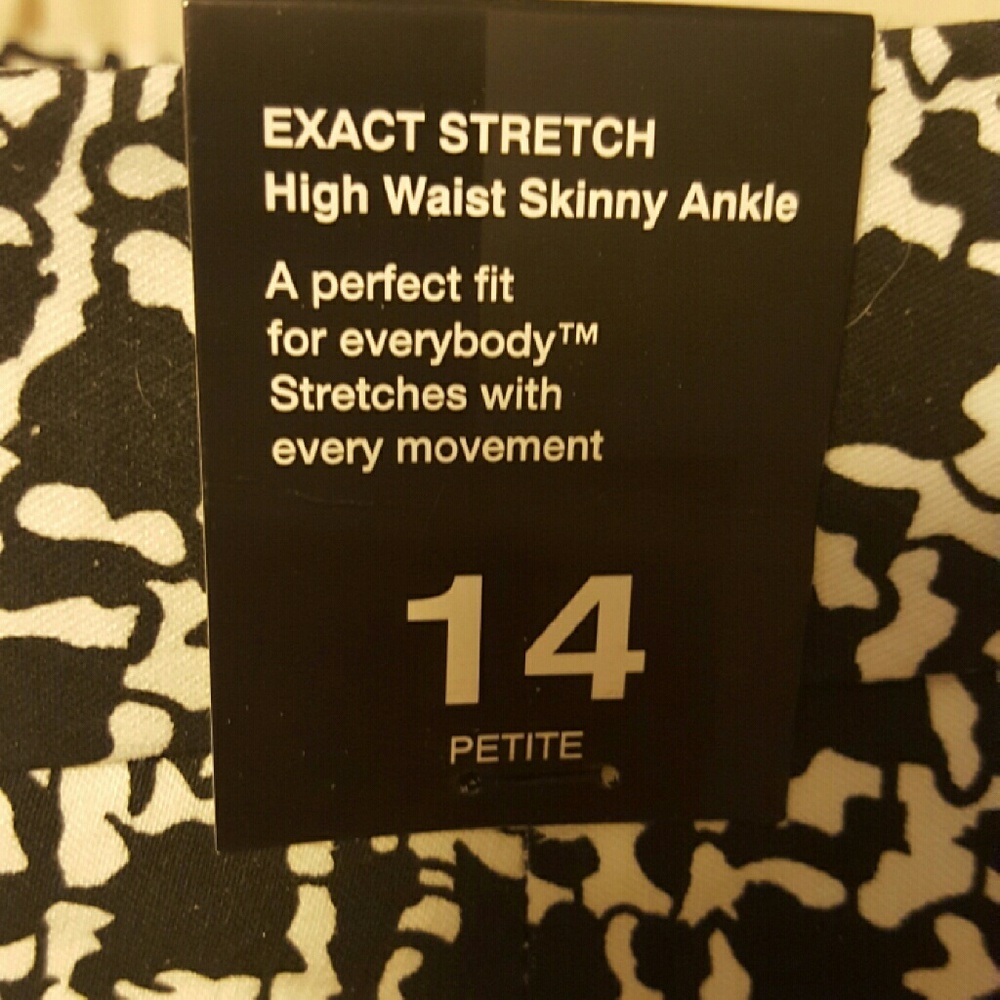 EXACT STRETCH
High Waist Skinny Ankle
A perfect fit
for everybody™
Stretches with
every movement
14
PETITE